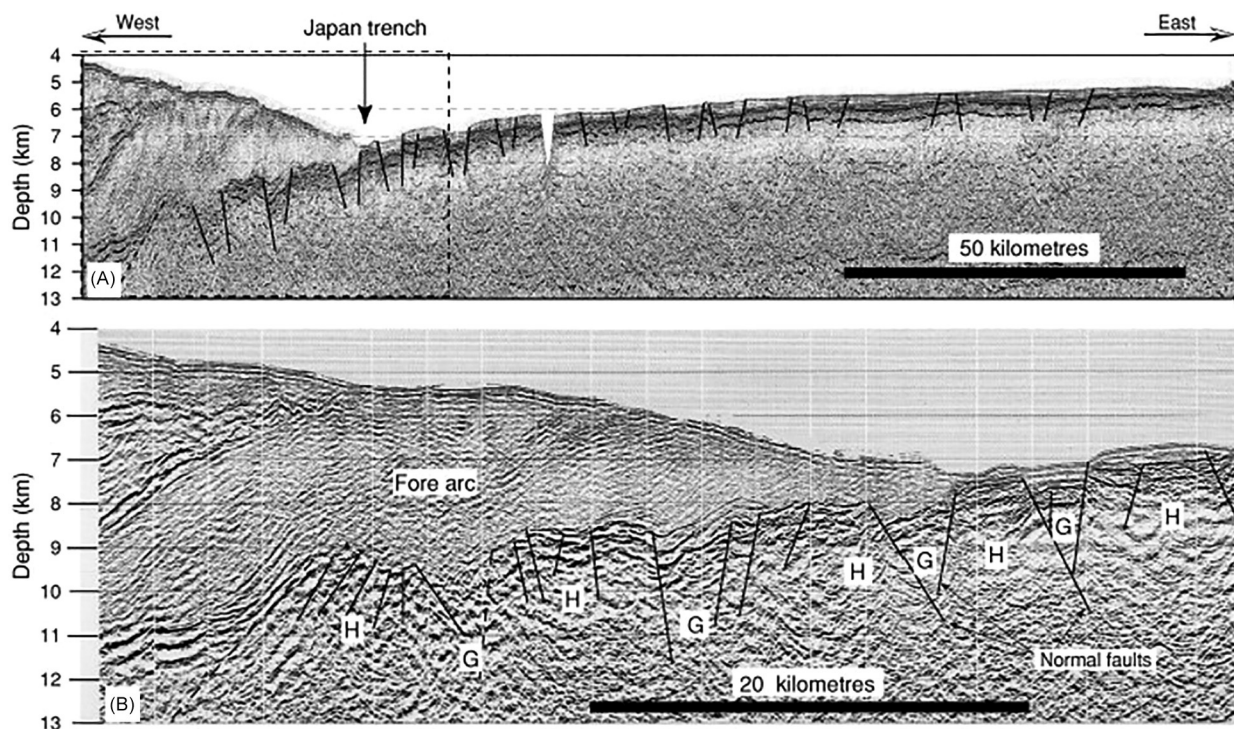 West
Japan trench
East
4
5
6
7
8
9
10
11
12
13
Depth (km)
50 kilometres
(A)
4
5
6
7
8
9
10
11
12
13
Depth (km)
Fore arc
H
G
H
G
H
G
H
G
H
Normal faults
20 kilometres
(B)